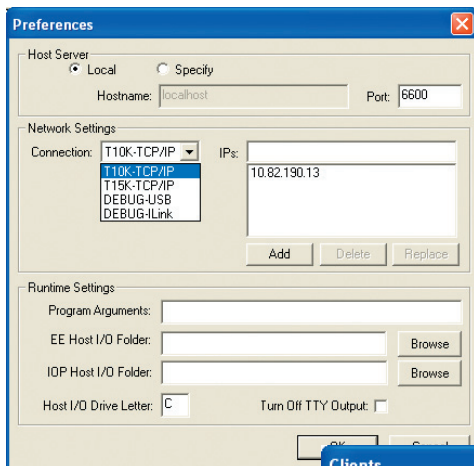 Preferences
Host Server
Local Specify
Hostname: localhost Port: 6600
Network Settings
Connection: T10K-TCP/IP IPs:
T10K-TCP/IP
T15K-TCP/IP
DEBUG-USB
DEBUG-ILink
10.82.190.13
Add Delete Replace
Runtime Settings
Program Arguments:
EE Host I/O Folder: Browse
IOP Host I/O Folder: Browse
Host I/O Drive Letter: C Turn Off TTY Output:
Clients